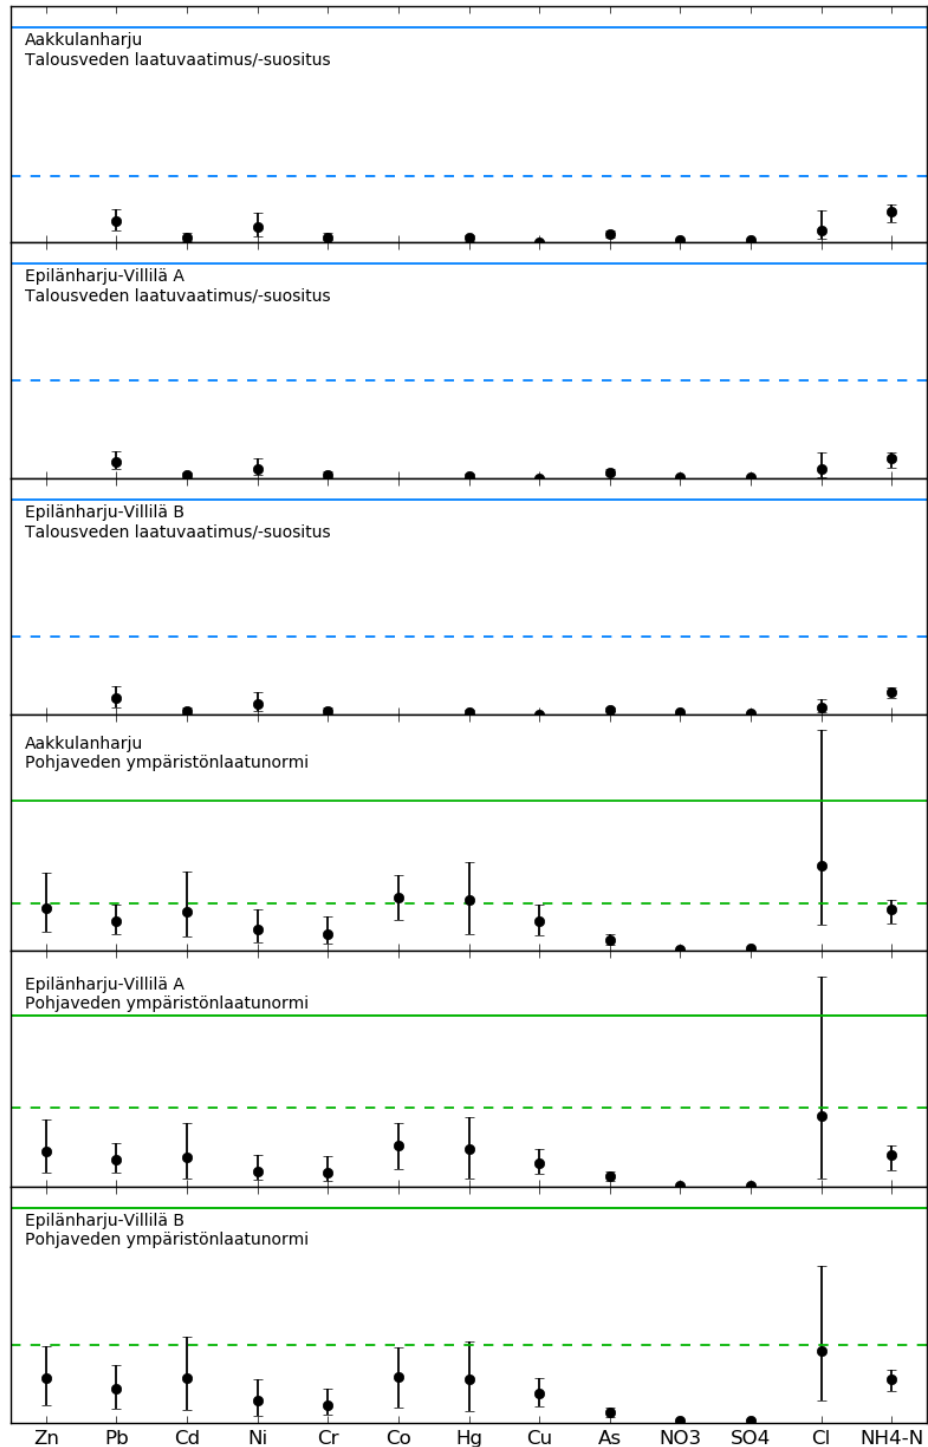 Aakkulanharju
Talousveden laatuvaatimus/-suositus
Epilänharju-Villilä A
Talousveden laatuvaatimus/-suositus
Epilänharju-Villilä B
Talousveden laatuvaatimus/-suositus
Aakkulanharju
Pohjaveden ympäristönlaatunormi
Epilänharju-Villilä A
Pohjaveden ympäristönlaatunormi
Epilänharju-Villilä B
Pohjaveden ympäristönlaatunormi
Zn Pb Cd Ni Cr Co Hg Cu As NO3 SO4 Cl NH4-N